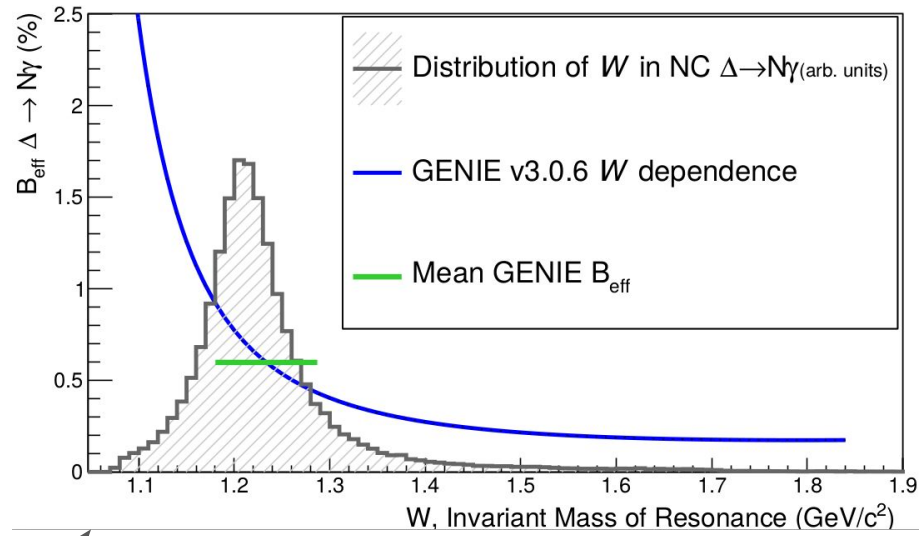 B_eff Δ → Nγ (%)
2.5
2
1.5
1
0.5
0
Distribution of W in NC Δ→Nγ(arb. units)
GENIE v3.0.6 W dependence
Mean GENIE B_eff
1.1 1.2 1.3 1.4 1.5 1.6 1.7 1.8 1.9
W, Invariant Mass of Resonance (GeV/c²)